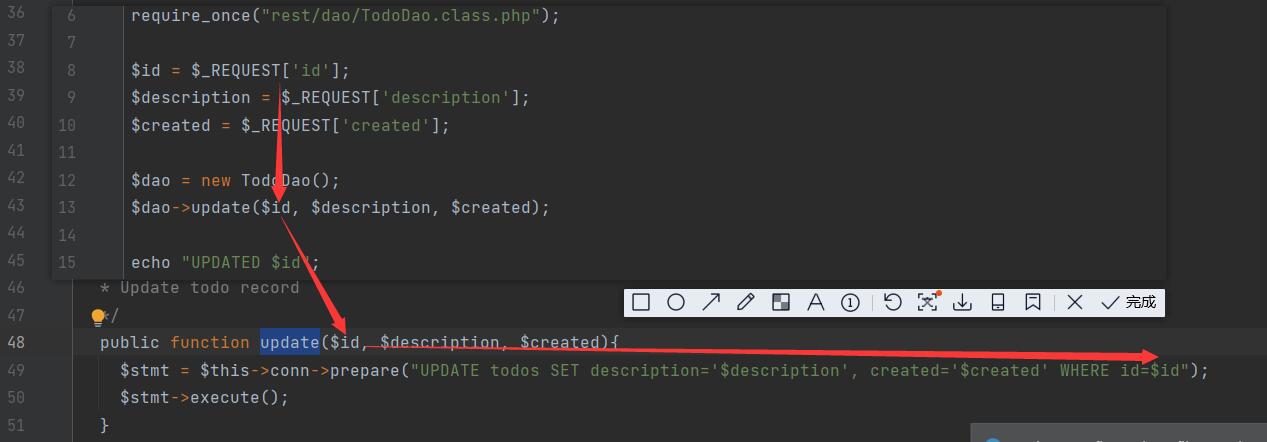 36
6 require_once("rest/dao/TodoDao.class.php");
37
7
38
8 $id = $_REQUEST['id'];
39
9 $description = $_REQUEST['description'];
40
10 $created = $_REQUEST['created'];
41
11
42
12 $dao = new TodoDao();
43
13 $dao->update($id, $description, $created);
44
14
45
15 echo "UPDATED $id";
46 * Update todo record
47 */
48 public function update($id, $description, $created){
49 $stmt = $this->conn->prepare("UPDATE todos SET description='$description', created='$created' WHERE id=$id");
50 $stmt->execute();
51 }
A 1 完成